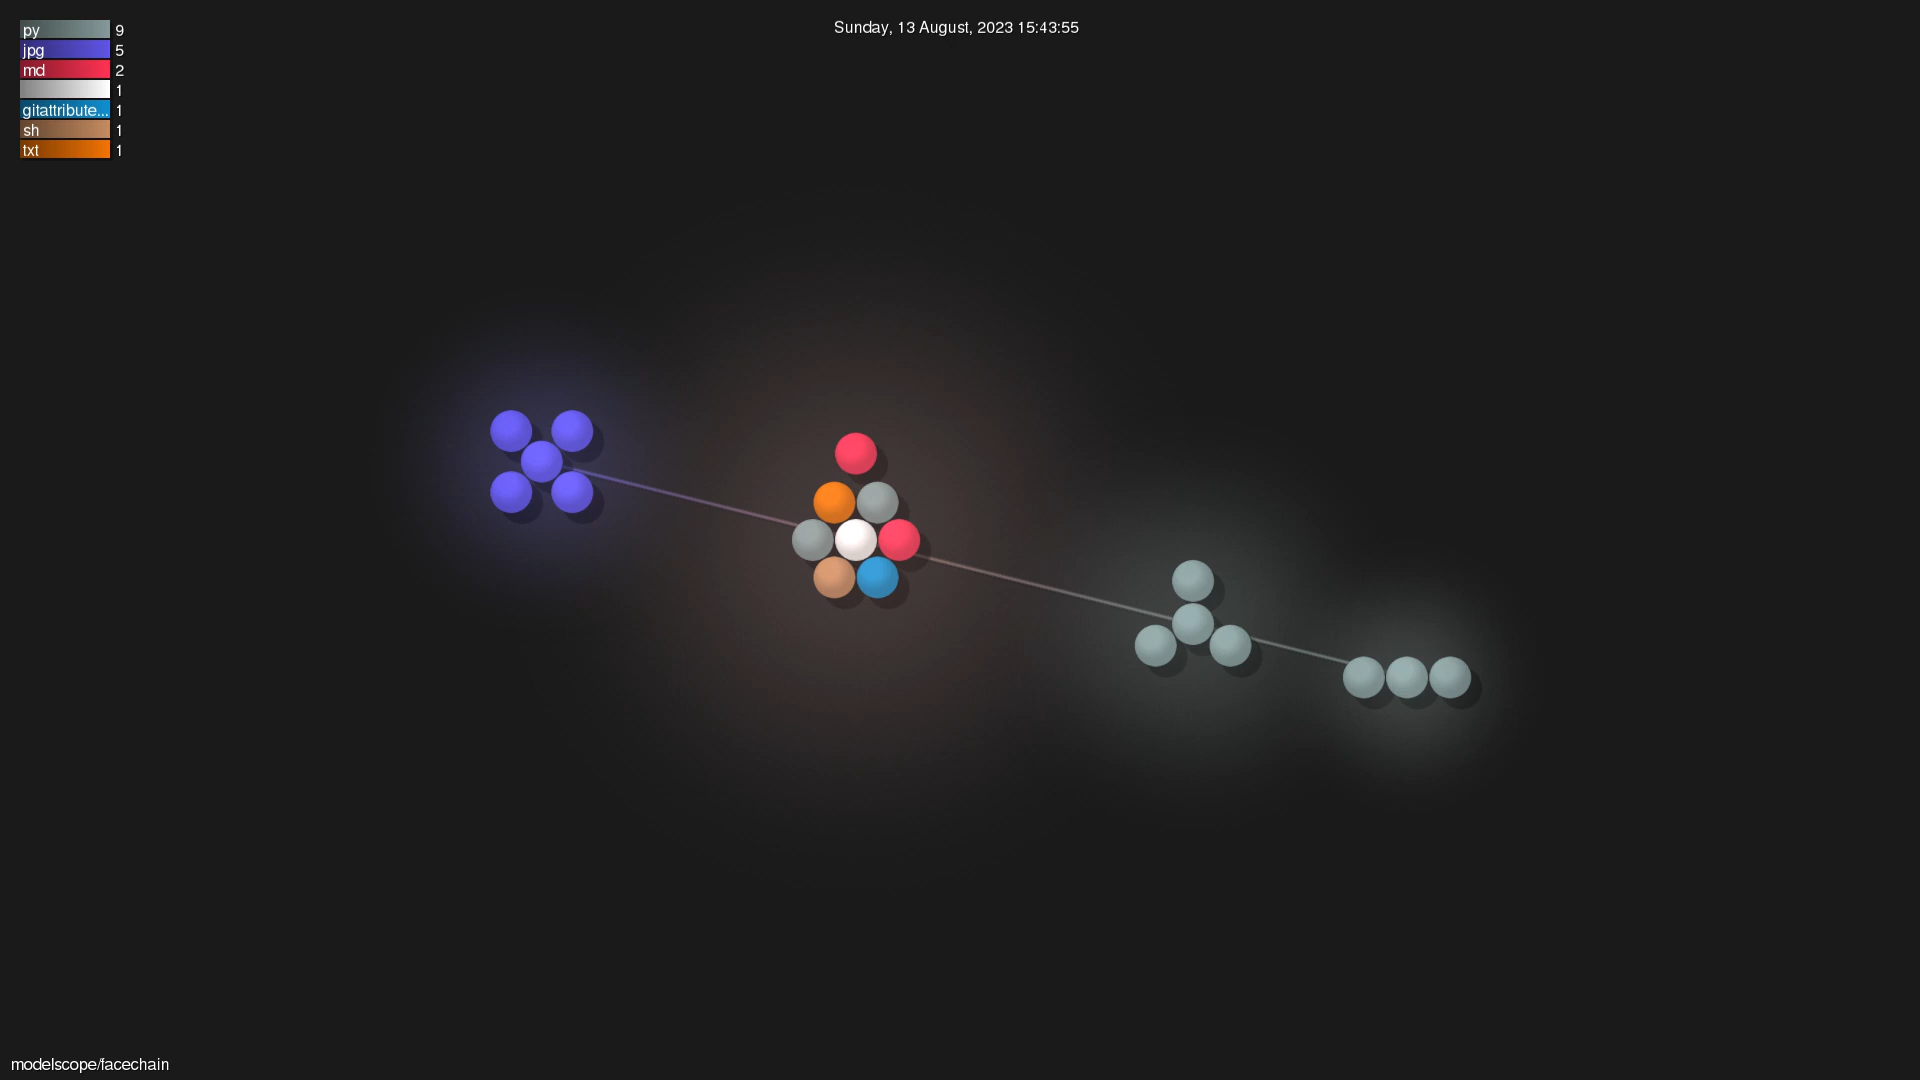 Sunday, 13 August, 2023 15:43:55
py 9
jpg 5
md 2
1
gitattribute... 1
sh 1
txt 1
modelscope/facechain